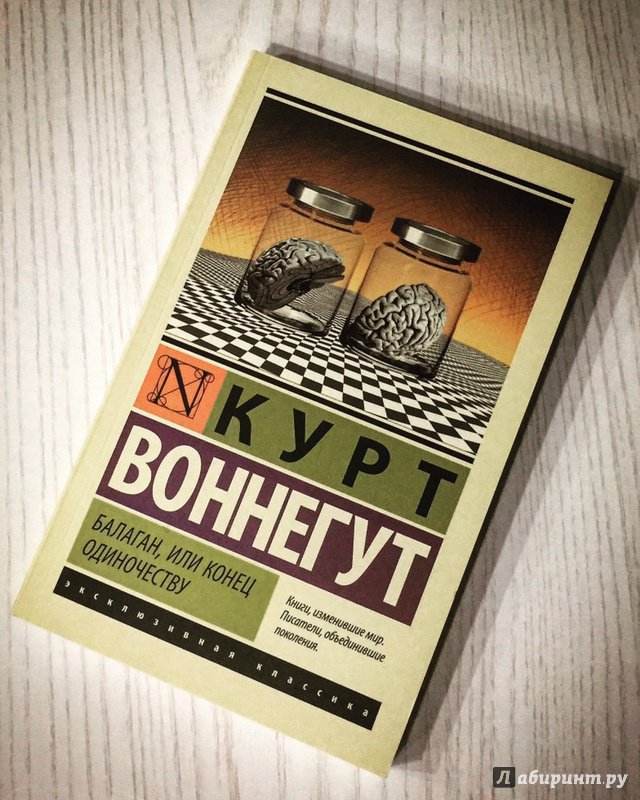 N
КУРТ
ВОННЕГУТ
БАЛАГАН, ИЛИ КОНЕЦ
ОДИНОЧЕСТВУ
Книги, изменившие мир.
Писатели, объединившие
поколения.
ЭКСКЛЮЗИВНАЯ КЛАССИКА
Лабиринт.ру